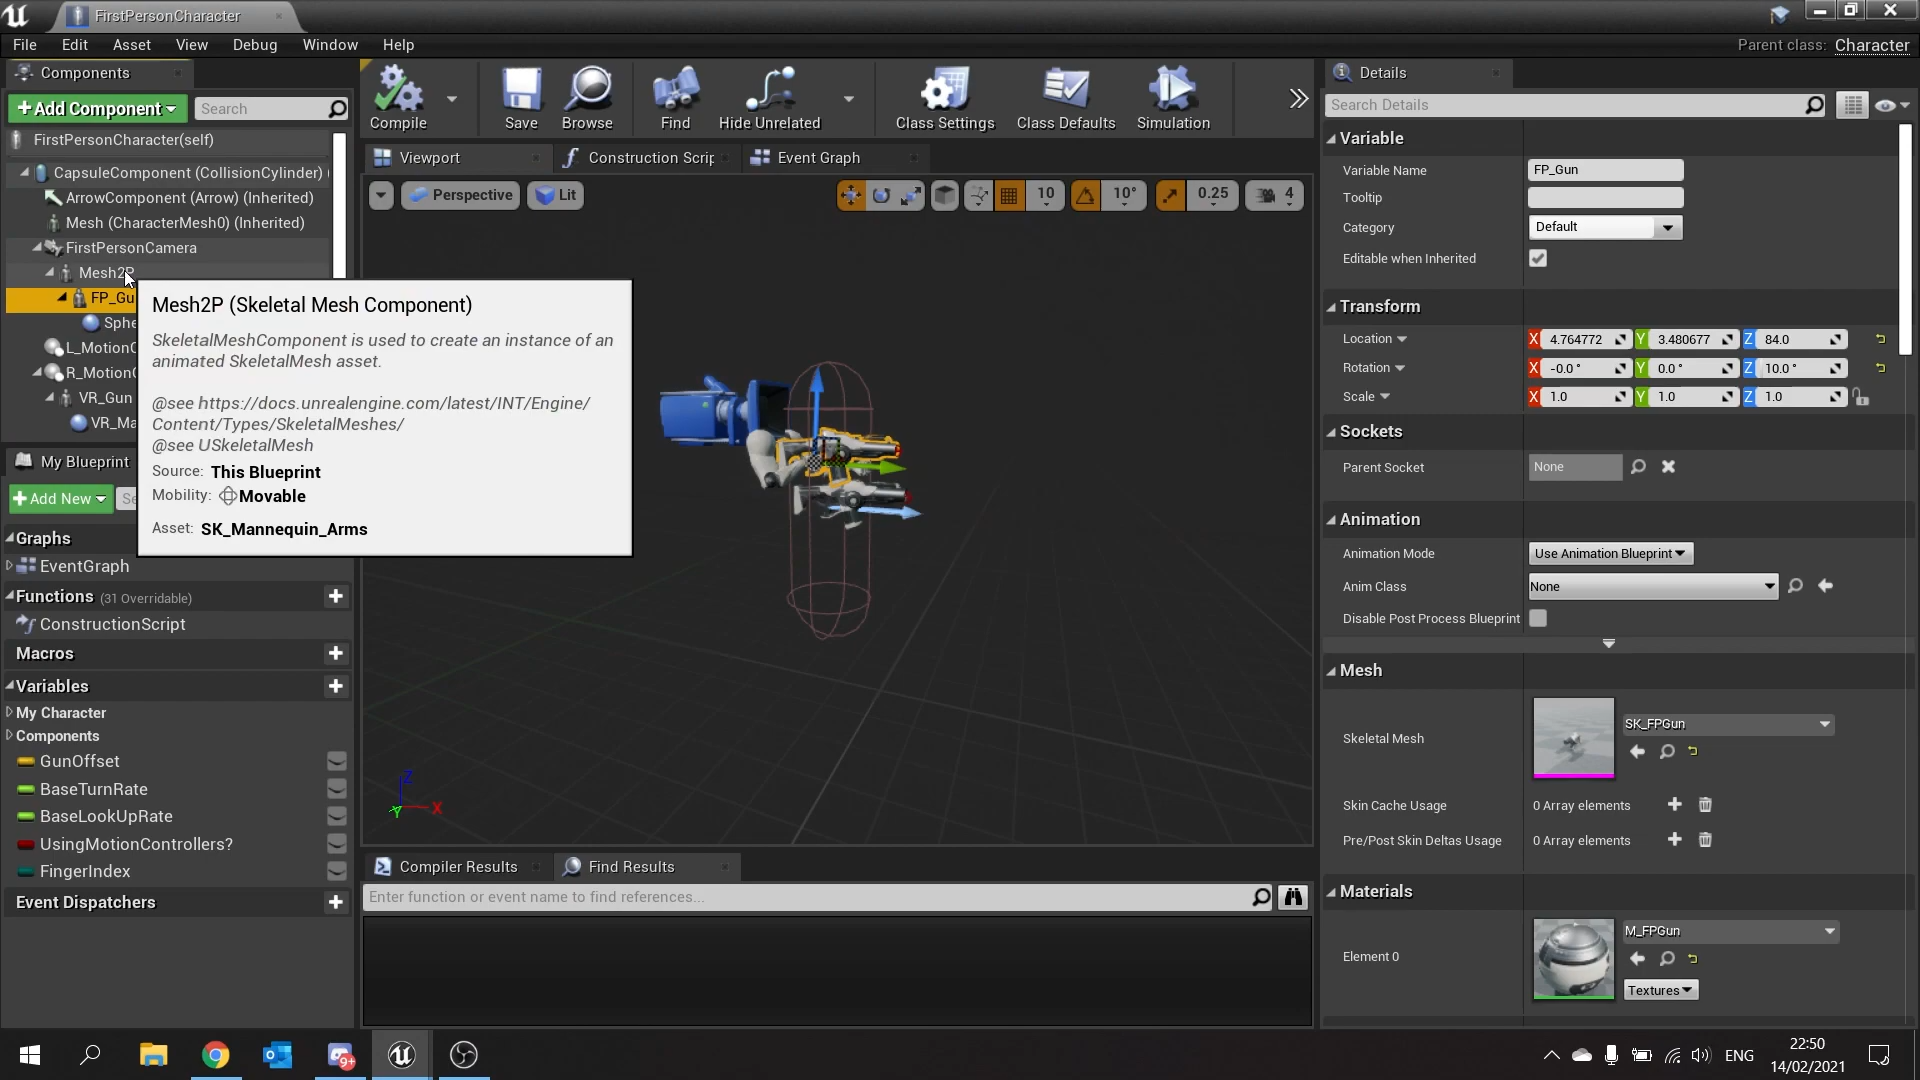 FirstPersonCharacter
File Edit Asset View Debug Window Help
Parent class: Character
Components
+Add Component
Search
FirstPersonCharacter(self)
CapsuleComponent (CollisionCylinder) (
ArrowComponent (Arrow) (Inherited)
Mesh (CharacterMesh0) (Inherited)
FirstPersonCamera
Mesh2P
FP_Gu
Sphe
L_MotionC
R_MotionC
VR_Gun
VR_Ma
My Blueprint
+Add New
Se
Graphs
EventGraph
Functions (31 Overridable)
ConstructionScript
Macros
Variables
My Character
Components
GunOffset
BaseTurnRate
BaseLookUpRate
UsingMotionControllers?
FingerIndex
Event Dispatchers
Mesh2P (Skeletal Mesh Component)
SkeletalMeshComponent is used to create an instance of an
animated SkeletalMesh asset.
@see https://docs.unrealengine.com/latest/INT/Engine/
Content/Types/SkeletalMeshes/
@see USkeletalMesh
Source: This Blueprint
Mobility: Movable
Asset: SK_Mannequin_Arms
Compile Save Browse Find Hide Unrelated Class Settings Class Defaults Simulation
Viewport Construction Scrip Event Graph
Perspective Lit 10 10° 0.25 4
Z
X
Y
Compiler Results Find Results
Enter function or event name to find references...
Details
Search Details
Variable
Variable Name FP_Gun
Tooltip
Category Default
Editable when Inherited
Transform
Location X 4.764772 Y 3.480677 Z 84.0
Rotation X -0.0 ° Y 0.0 ° Z 10.0 °
Scale X 1.0 Y 1.0 Z 1.0
Sockets
Parent Socket None
Animation
Animation Mode Use Animation Blueprint
Anim Class None
Disable Post Process Blueprint
Mesh
Skeletal Mesh SK_FPGun
Skin Cache Usage 0 Array elements
Pre/Post Skin Deltas Usage 0 Array elements
Materials
Element 0 M_FPGun
Textures
9+
ENG
22:50
14/02/2021